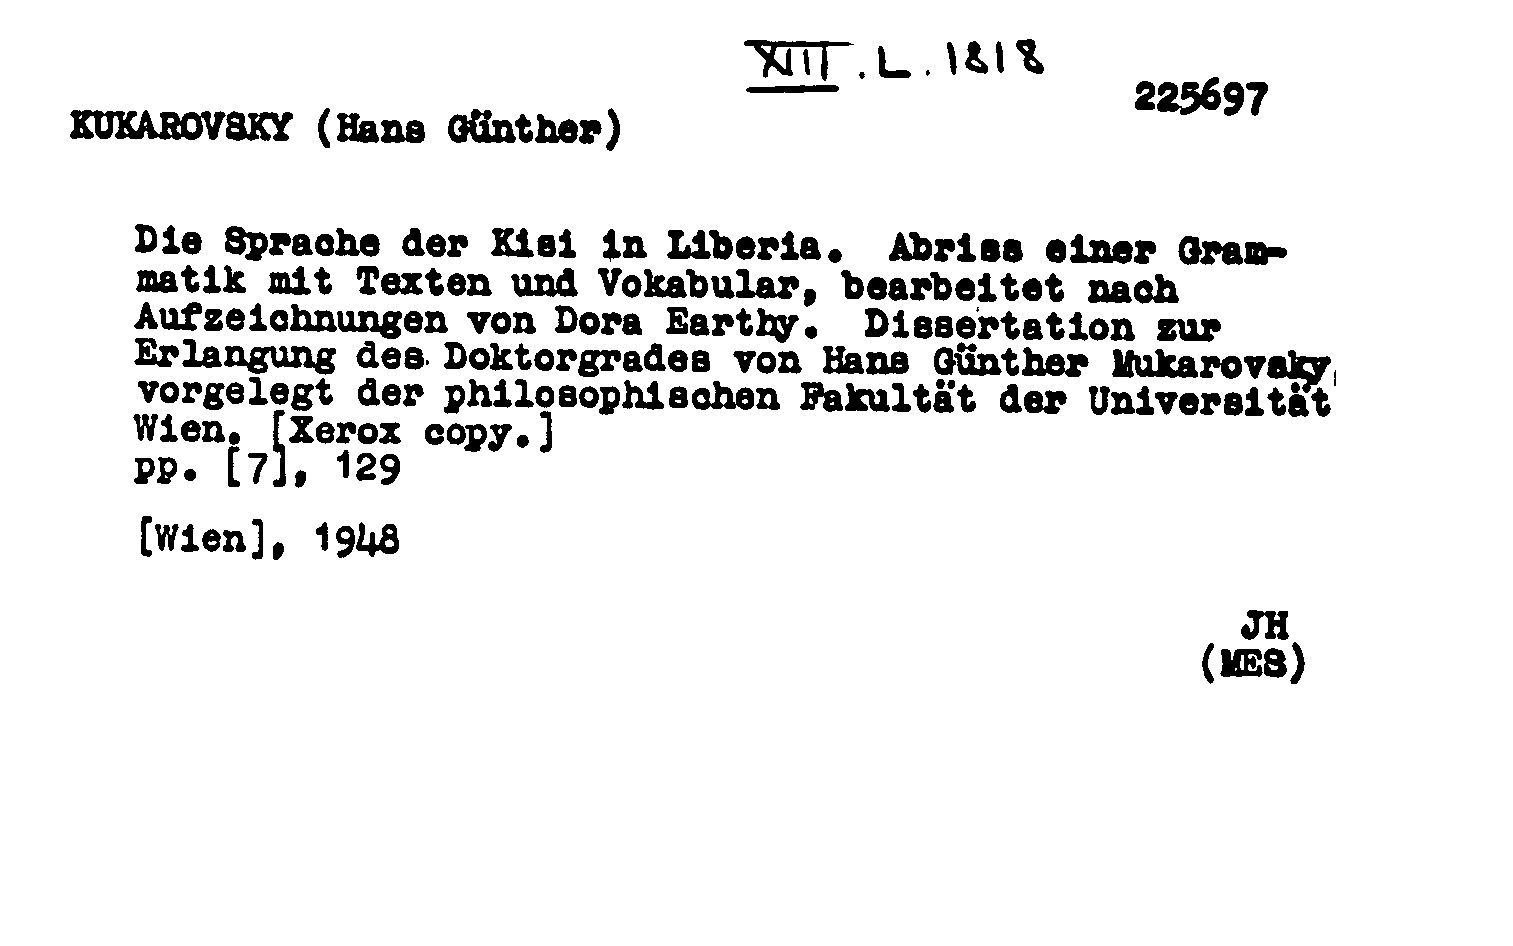 XIII.L.1818
225697
KUKAROVSKY (Hans Günther)
Die Sprache der Kisi in Liberia. Abriss einer Gram-
matik mit Texten und Vokabular, bearbeitet nach
Aufzeichnungen von Dora Earthy. Dissertation zur
Erlangung des Doktorgrades von Hans Günther Mukarovsky
vorgelegt der philosophischen Fakultät der Universität
Wien. [Xerox copy.]
pp. [7], 129
[Wien], 1948
JH
(MES)